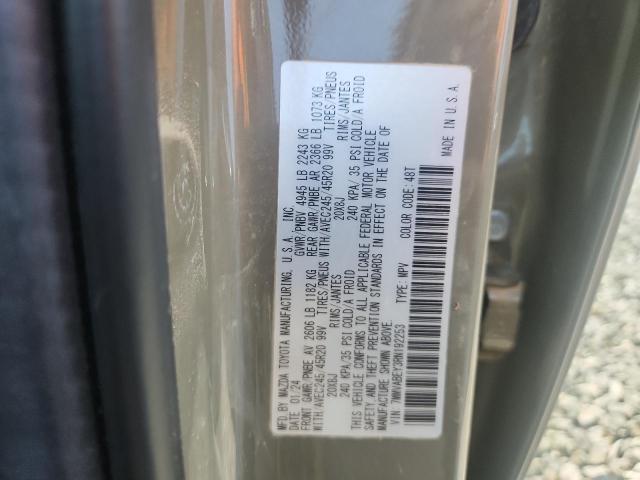 MFD. BY MAZDA TOYOTA MANUFACTURING, U.S.A., INC.
DATE 01/24 GVWR/PNBV 4945 LB 2243 KG
FRONT GAWR/PNBE AV 2606 LB 1182 KG REAR GAWR/PNBE AR 2366 LB 1073 KG
WITH/AVEC245/45R20 99V TIRES/PNEUS WITH/AVEC245/45R20 99V TIRES/PNEUS
20X8J RIMS/JANTES 20X8J RIMS/JANTES
240 KPA/35 PSI COLD/A FROID 240 KPA/ 35 PSI COLD/A FROID
THIS VEHICLE CONFORMS TO ALL APPLICABLE FEDERAL MOTOR VEHICLE
SAFETY AND THEFT PREVENTION STANDARDS IN EFFECT ON THE DATE OF
MANUFACTURE SHOWN ABOVE.
VIN 7MMVABEY3RN192253 TYPE: MPV
COLOR CODE: 48T
MADE IN U.S.A.